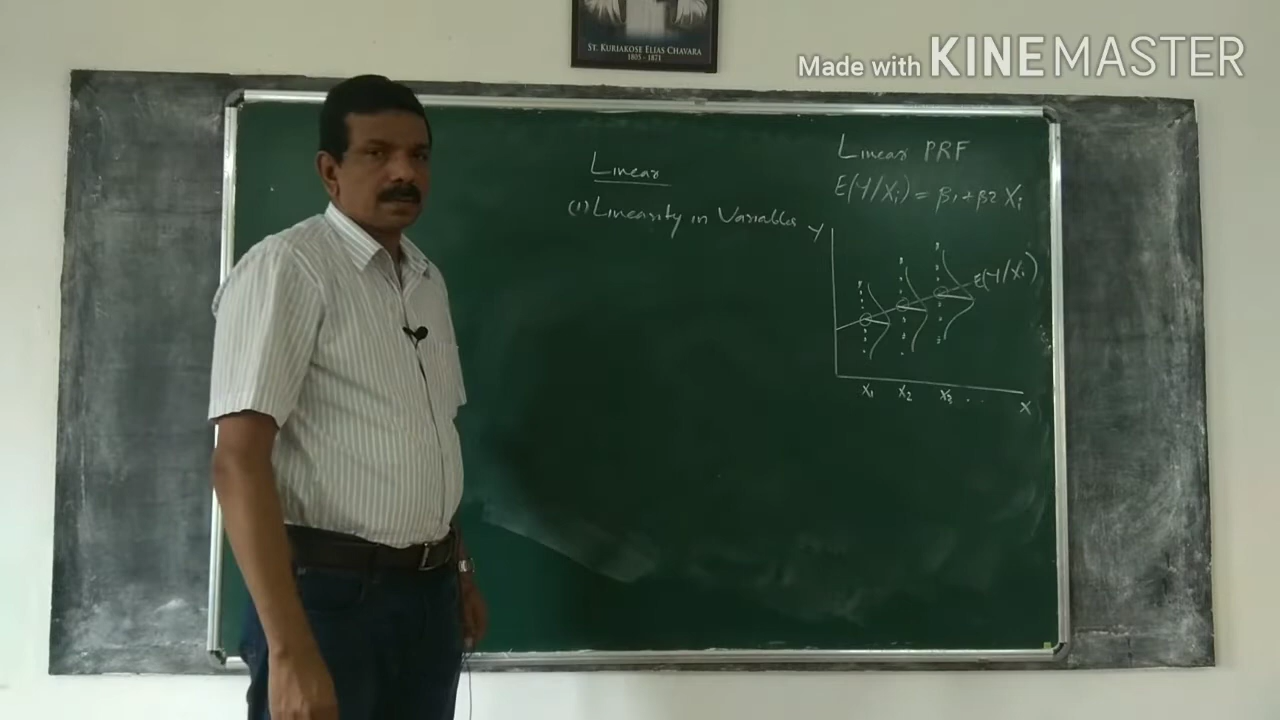 ST. KURIAKOSE ELIAS CHAVARA
1805 - 1871
Made with KINEMASTER
Linear
(1) Linearity in Variables
Linear PRF
E(Y/Xi) = β1 + β2 Xi
Y
E(Y/Xi)
X1 X2 X3 . . .
X